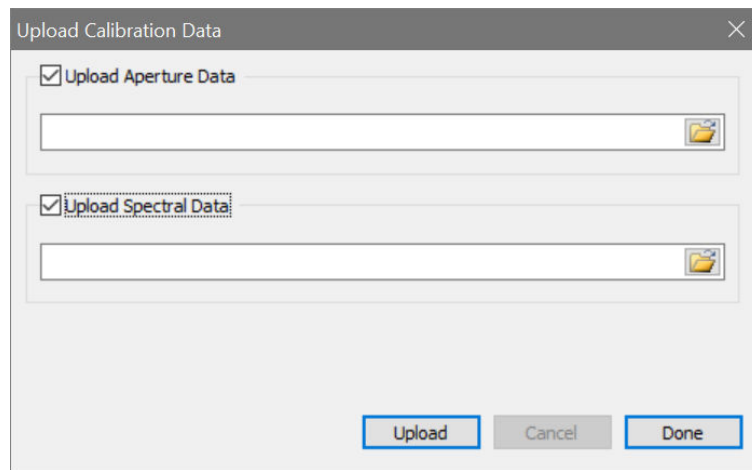 Upload Calibration Data
Upload Aperture Data
Upload Spectral Data
Upload Cancel Done